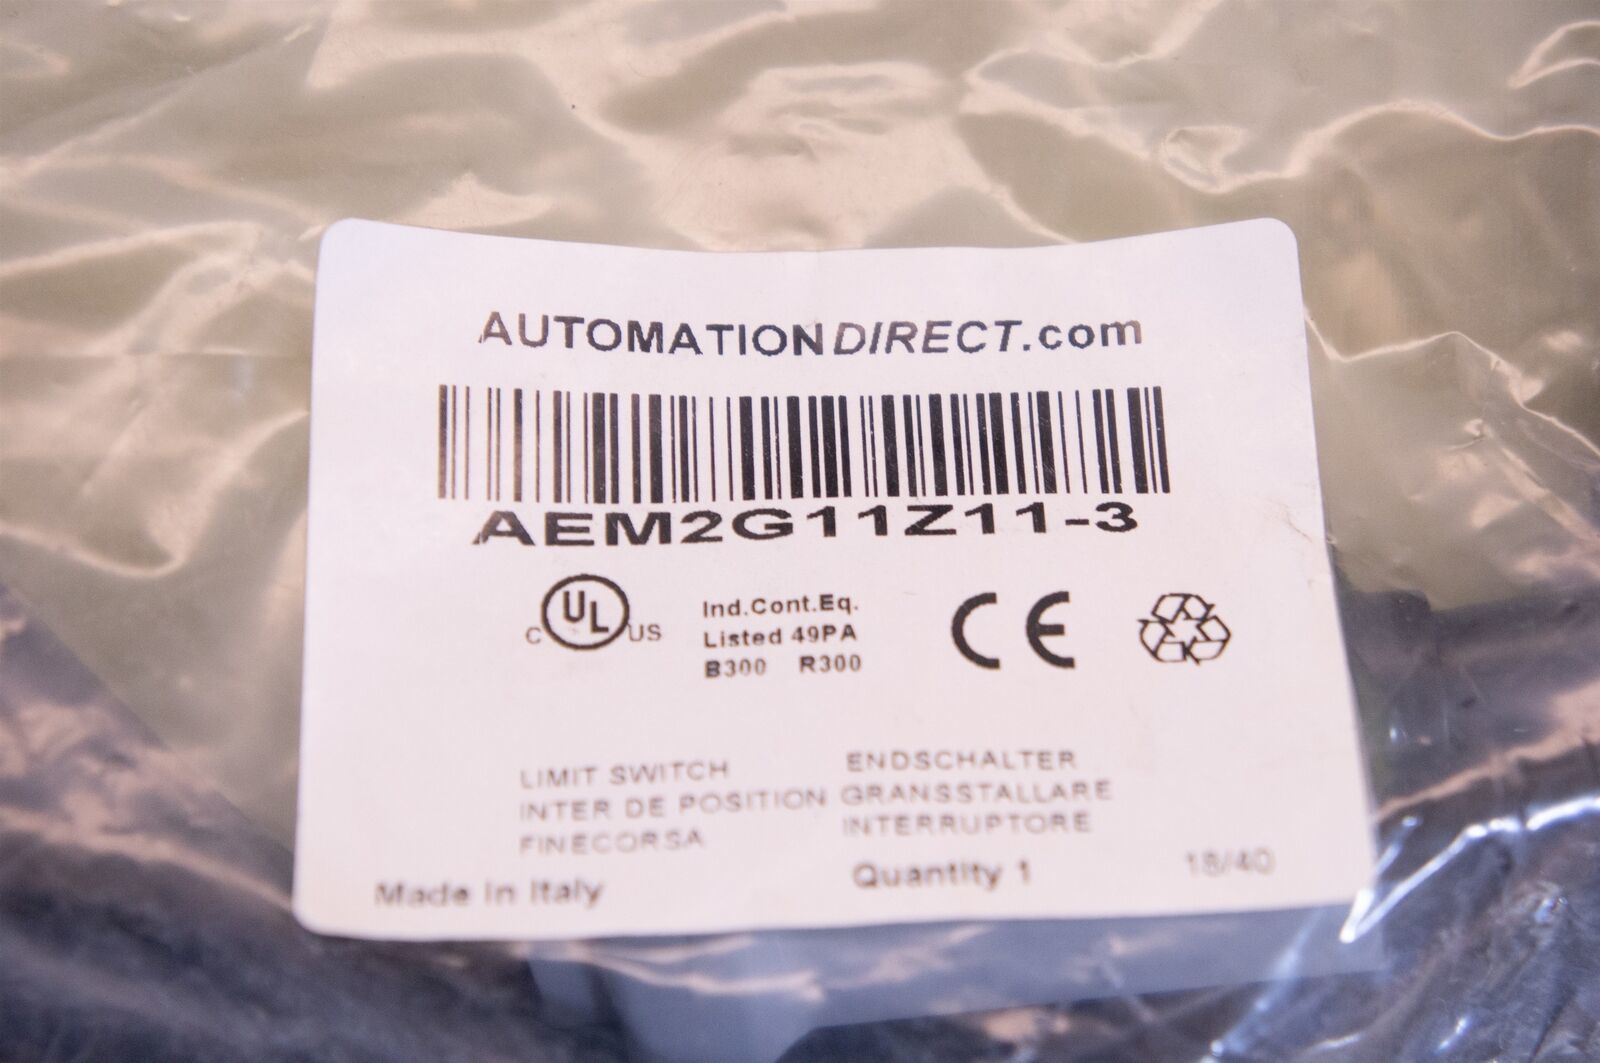 AUTOMATIONDIRECT.com
AEM2G11Z11-3
C UL US
Ind.Cont.Eq.
Listed 49PA
B300 R300
CE
LIMIT SWITCH ENDSCHALTER
INTER DE POSITION GRANSSTALLARE
FINECORSA INTERRUPTORE
Made in Italy Quantity 1 18/40